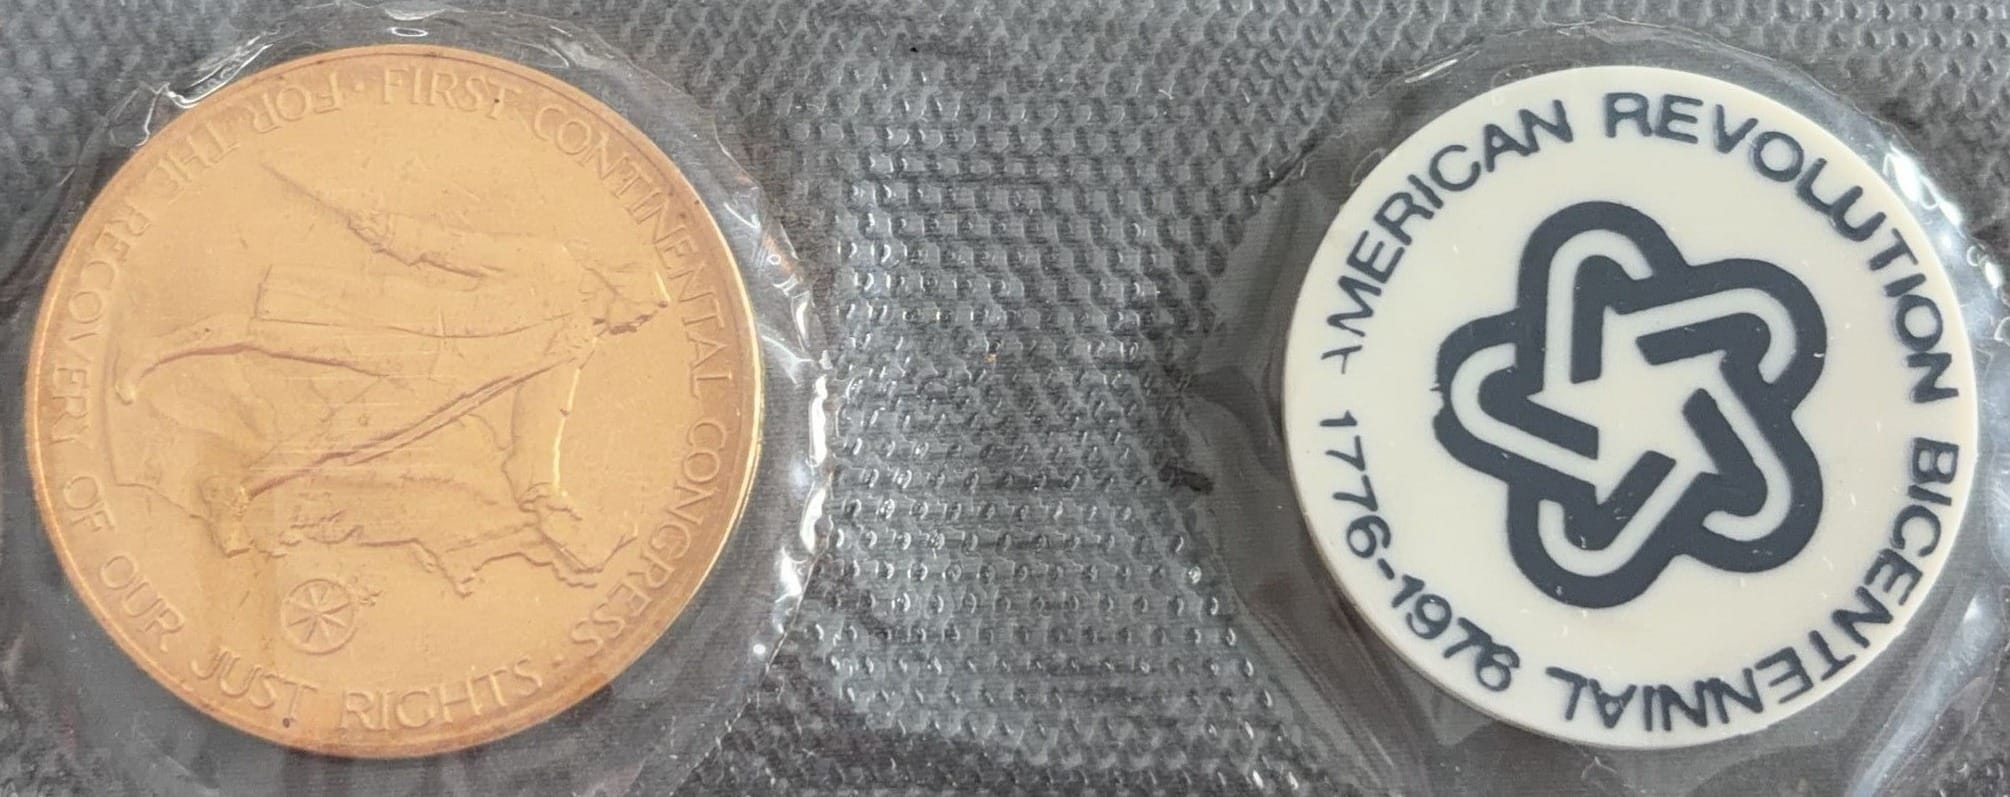 FIRST CONTINENTAL CONGRESS · FOR THE RECOVERY OF OUR JUST RIGHTS ·
AMERICAN REVOLUTION BICENTENNIAL 1776-1976